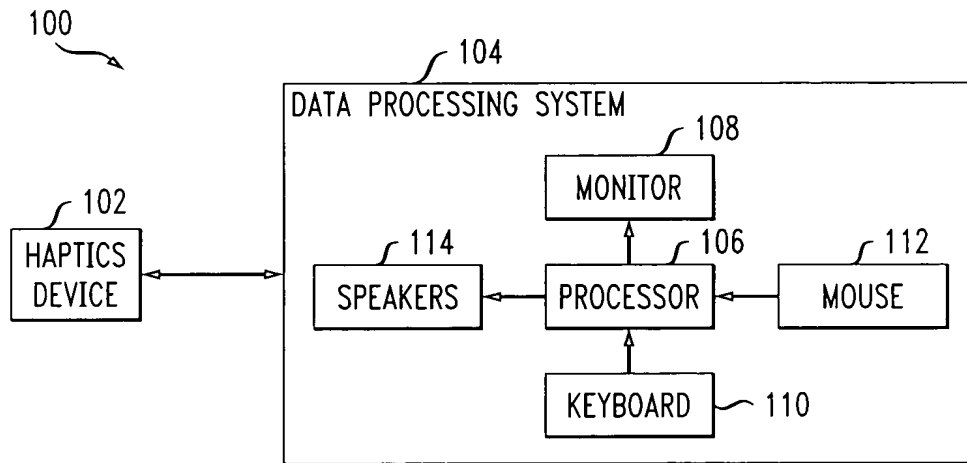 100
104
DATA PROCESSING SYSTEM
108
MONITOR
102
HAPTICS
DEVICE
114
SPEAKERS
106
PROCESSOR
112
MOUSE
KEYBOARD
110